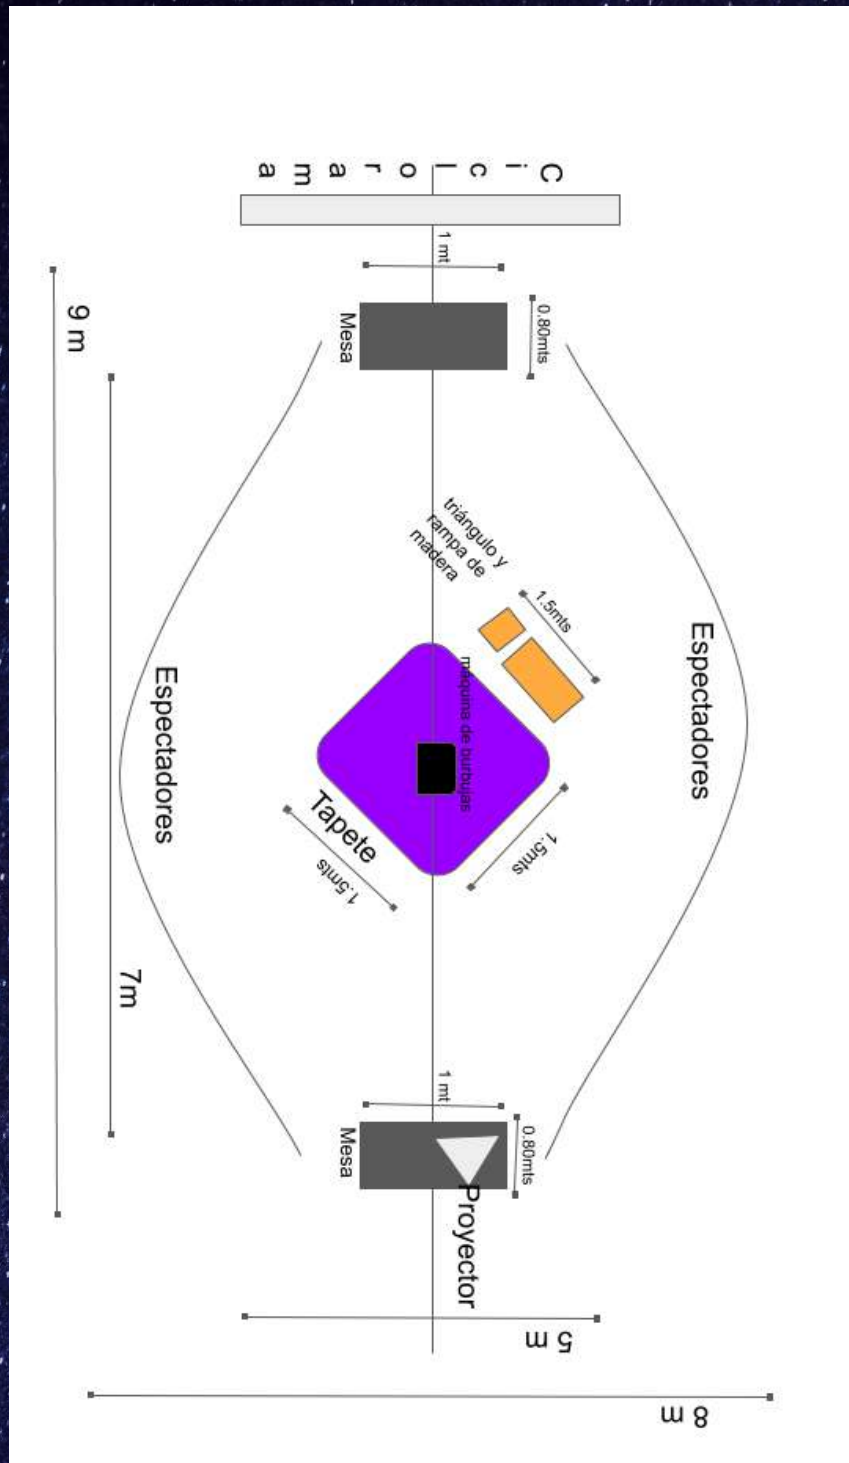 Ciclorama
1 mt
0.80mts
Mesa
9 m
triángulo y
rampa de
madera
1.5mts
Espectadores
máquina de burbujas
Espectadores
Tapete
1.5mts
1.5mts
7m
1 mt
0.80mts
Mesa
Proyector
5 m
8 m